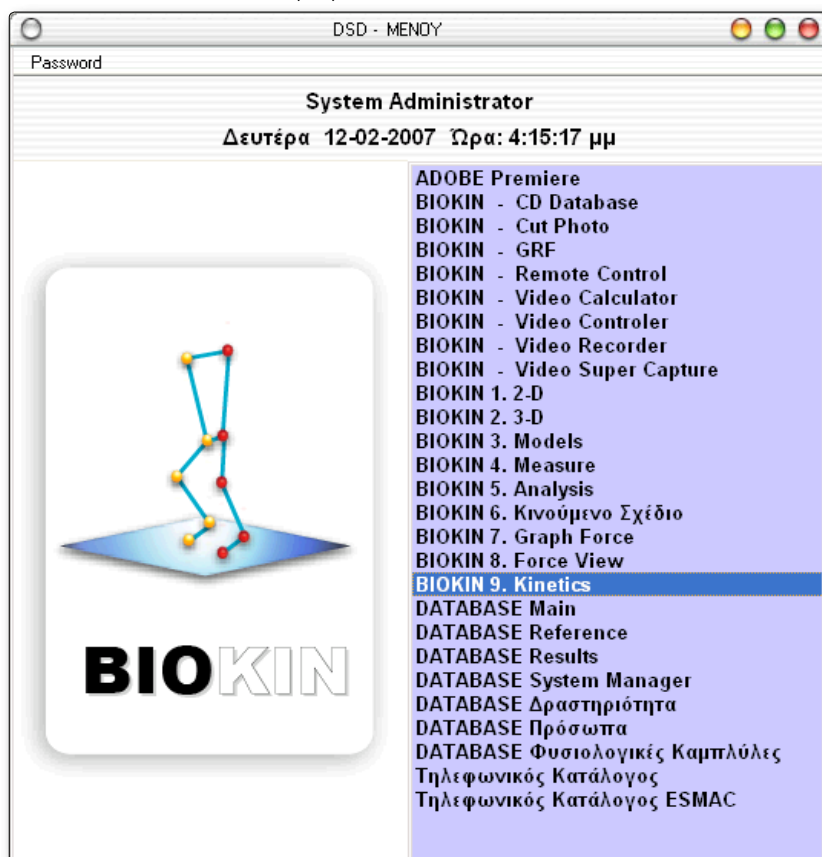 DSD - ΜΕΝΟΥ
Password
System Administrator
Δευτέρα 12-02-2007 Ώρα: 4:15:17 μμ
ADOBE Premiere
BIOKIN - CD Database
BIOKIN - Cut Photo
BIOKIN - GRF
BIOKIN - Remote Control
BIOKIN - Video Calculator
BIOKIN - Video Controler
BIOKIN - Video Recorder
BIOKIN - Video Super Capture
BIOKIN 1. 2-D
BIOKIN 2. 3-D
BIOKIN 3. Models
BIOKIN 4. Measure
BIOKIN 5. Analysis
BIOKIN 6. Κινούμενο Σχέδιο
BIOKIN 7. Graph Force
BIOKIN 8. Force View
BIOKIN 9. Kinetics
DATABASE Main
DATABASE Reference
DATABASE Results
DATABASE System Manager
DATABASE Δραστηριότητα
DATABASE Πρόσωπα
DATABASE Φυσιολογικές Καμπλύλες
Τηλεφωνικός Κατάλογος
Τηλεφωνικός Κατάλογος ESMAC
BIOKIN